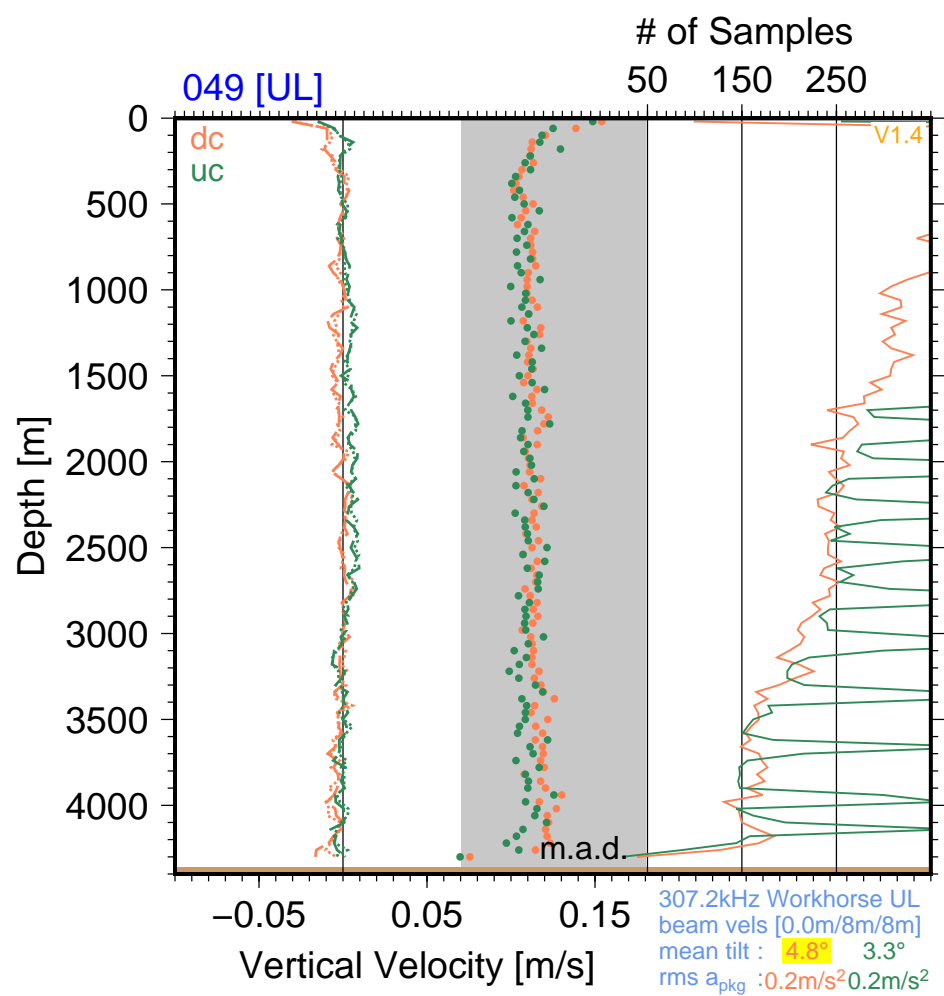 # of Samples
50 150 250
049 [UL]
dc
uc
V1.4
0
500
1000
1500
2000
2500
3000
3500
4000
Depth [m]
m.a.d.
−0.05 0.05 0.15
Vertical Velocity [m/s]
307.2kHz Workhorse UL
beam vels [0.0m/8m/8m]
mean tilt : 4.8° 3.3°
rms a_pkg :0.2m/s² 0.2m/s²